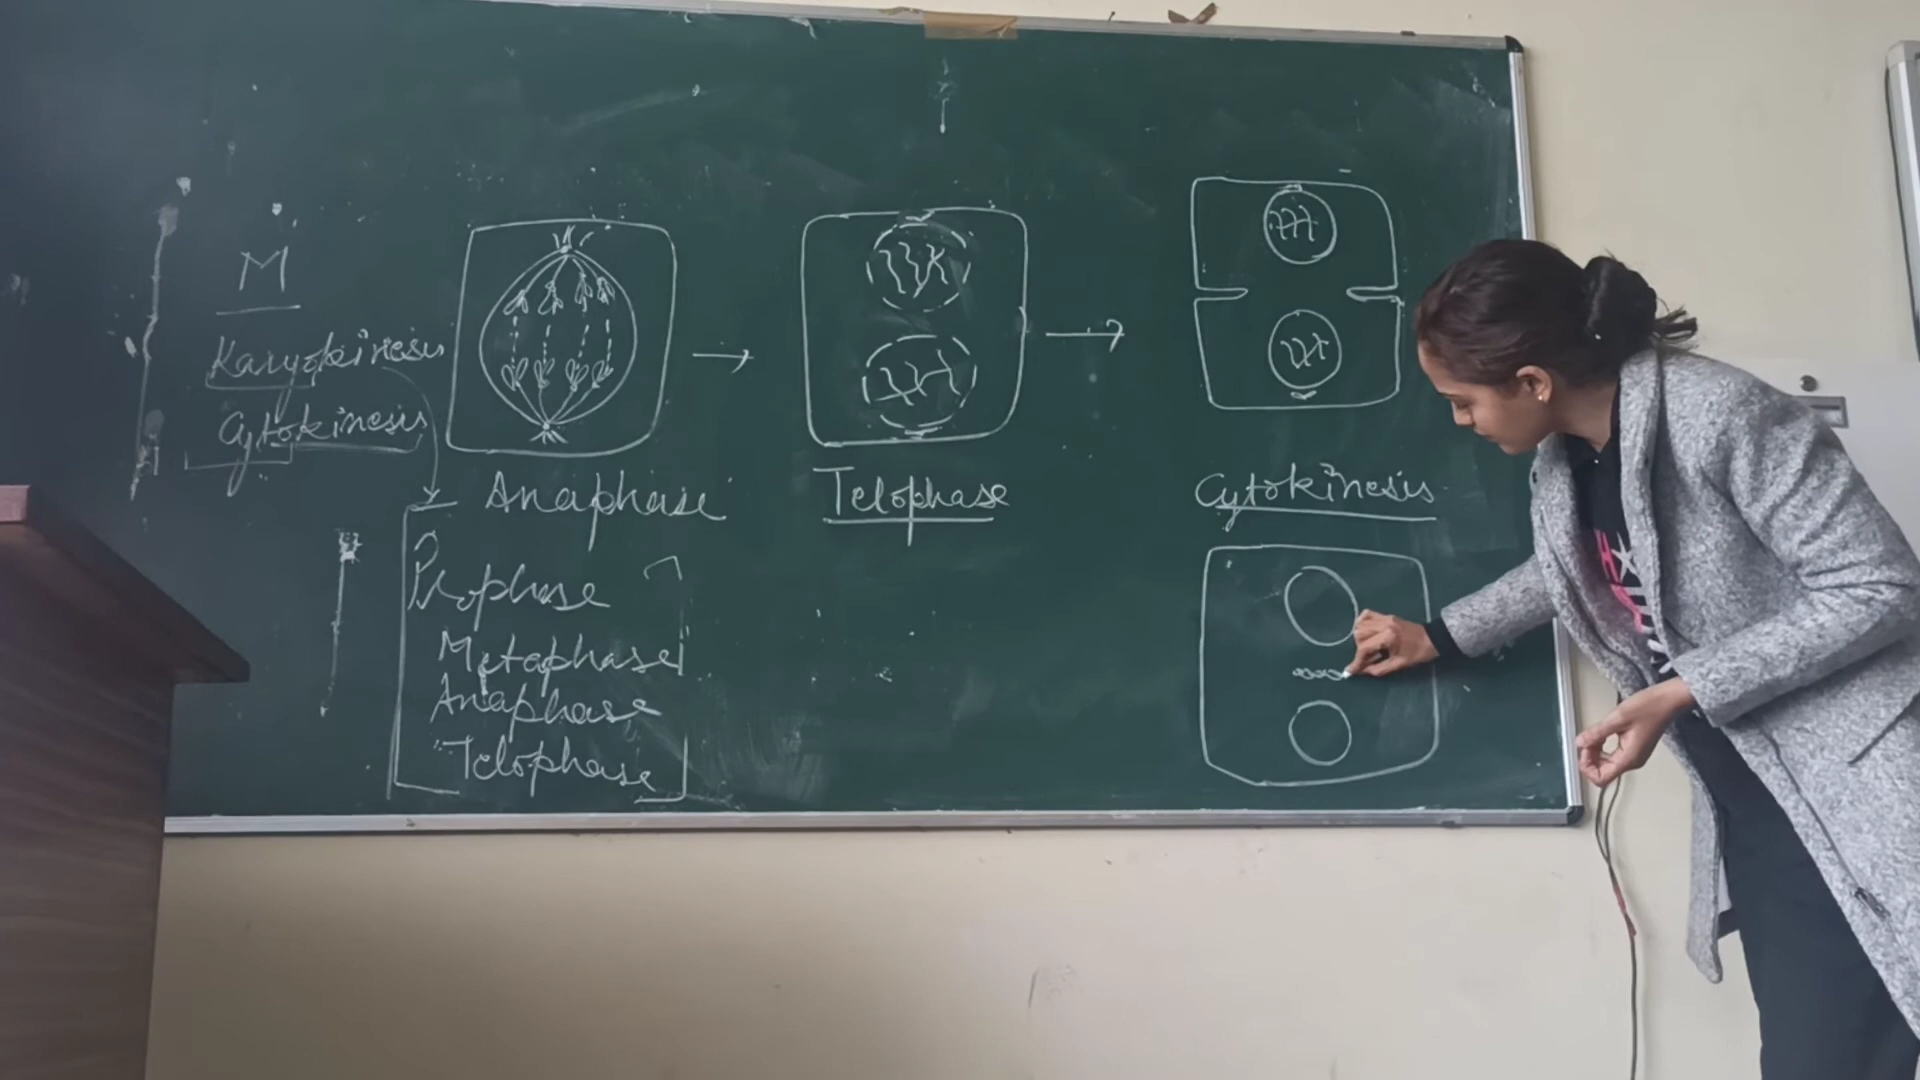 M
Karyokinesis
Cytokinesis
Anaphase
Telophase
Cytokinesis
Prophase
Metaphase
Anaphase
Telophase